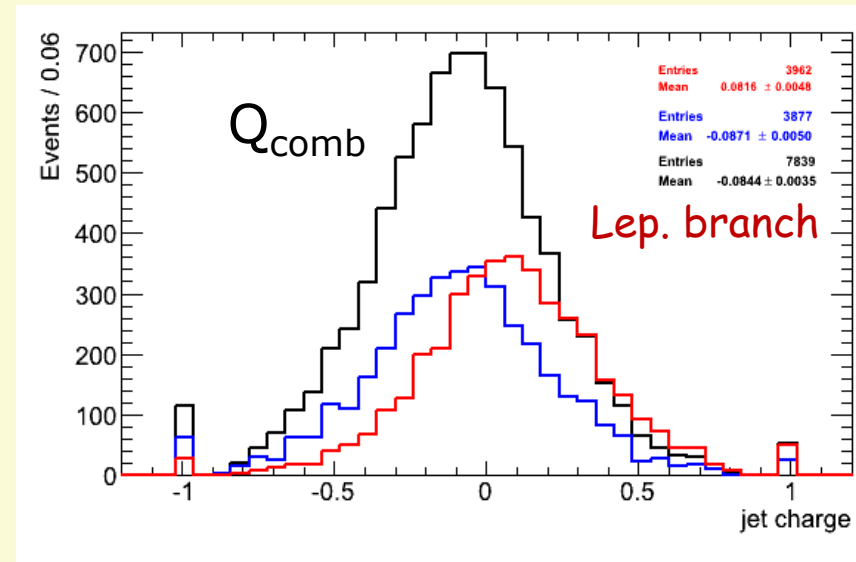 Events / 0.06
700
600
500
400
300
200
100
0
Q_comb
Entries 3962
Mean 0.0816 ± 0.0048
Entries 3877
Mean -0.0871 ± 0.0050
Entries 7839
Mean -0.0844 ± 0.0035
Lep. branch
-1 -0.5 0 0.5 1
jet charge